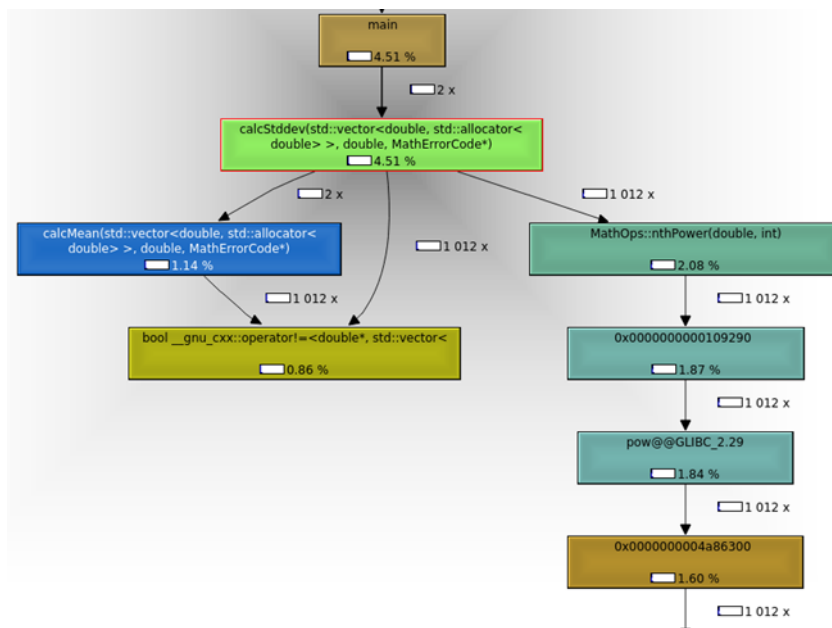 main
4.51 %
2 x
calcStddev(std::vector<double, std::allocator<
double> >, double, MathErrorCode*)
4.51 %
2 x
1 012 x
1 012 x
calcMean(std::vector<double, std::allocator<
double> >, double, MathErrorCode*)
1.14 %
MathOps::nthPower(double, int)
2.08 %
1 012 x
1 012 x
bool __gnu_cxx::operator!=<double*, std::vector<
0.86 %
0x0000000000109290
1.87 %
1 012 x
pow@@GLIBC_2.29
1.84 %
1 012 x
0x0000000004a86300
1.60 %
1 012 x